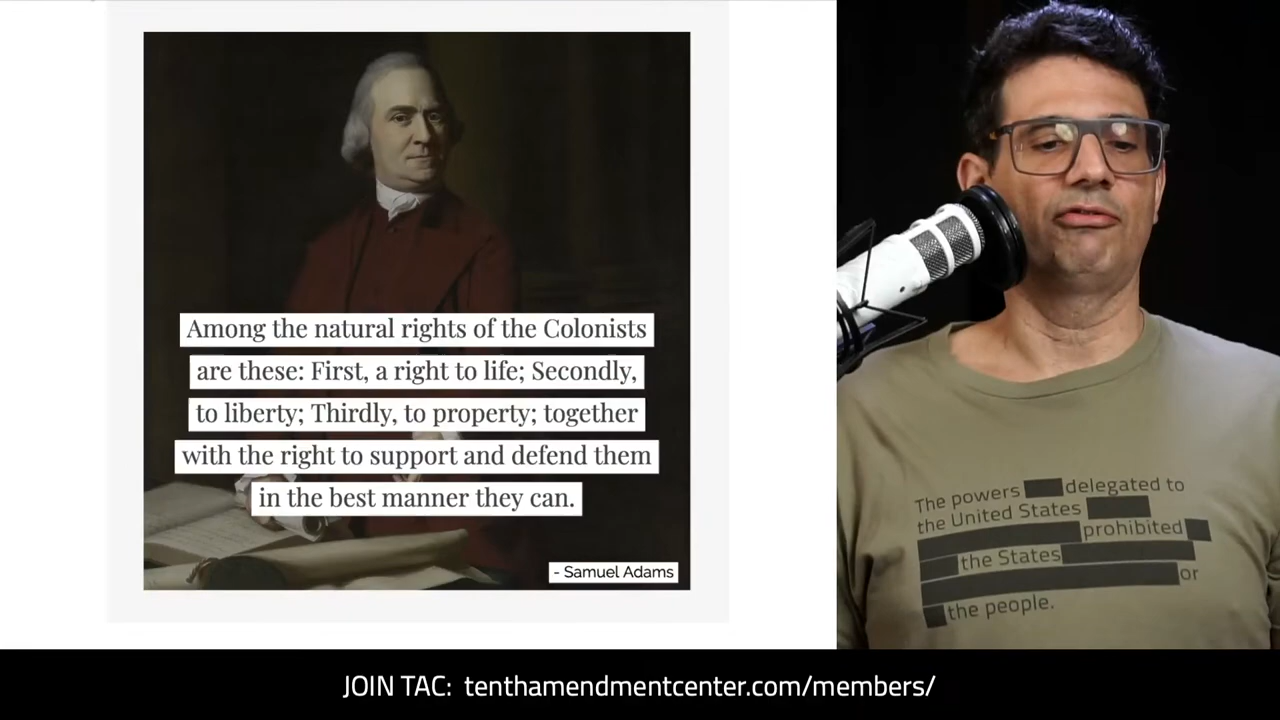 Among the natural rights of the Colonists
are these: First, a right to life; Secondly,
to liberty; Thirdly, to property; together
with the right to support and defend them
in the best manner they can.
- Samuel Adams
The powers delegated to
the United States
prohibited
the States
or
the people.
JOIN TAC: tenthamendmentcenter.com/members/